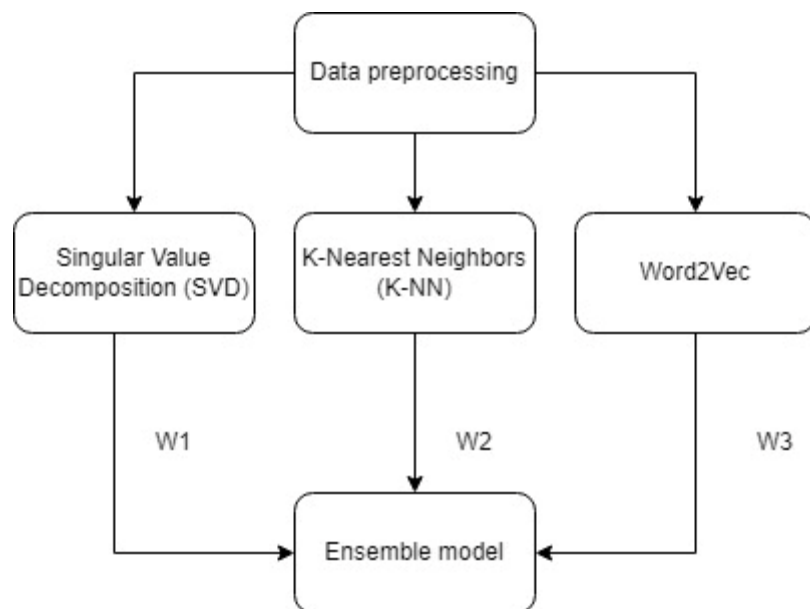 Data preprocessing
Singular Value
Decomposition (SVD)
K-Nearest Neighbors
(K-NN)
Word2Vec
W1
W2
W3
Ensemble model